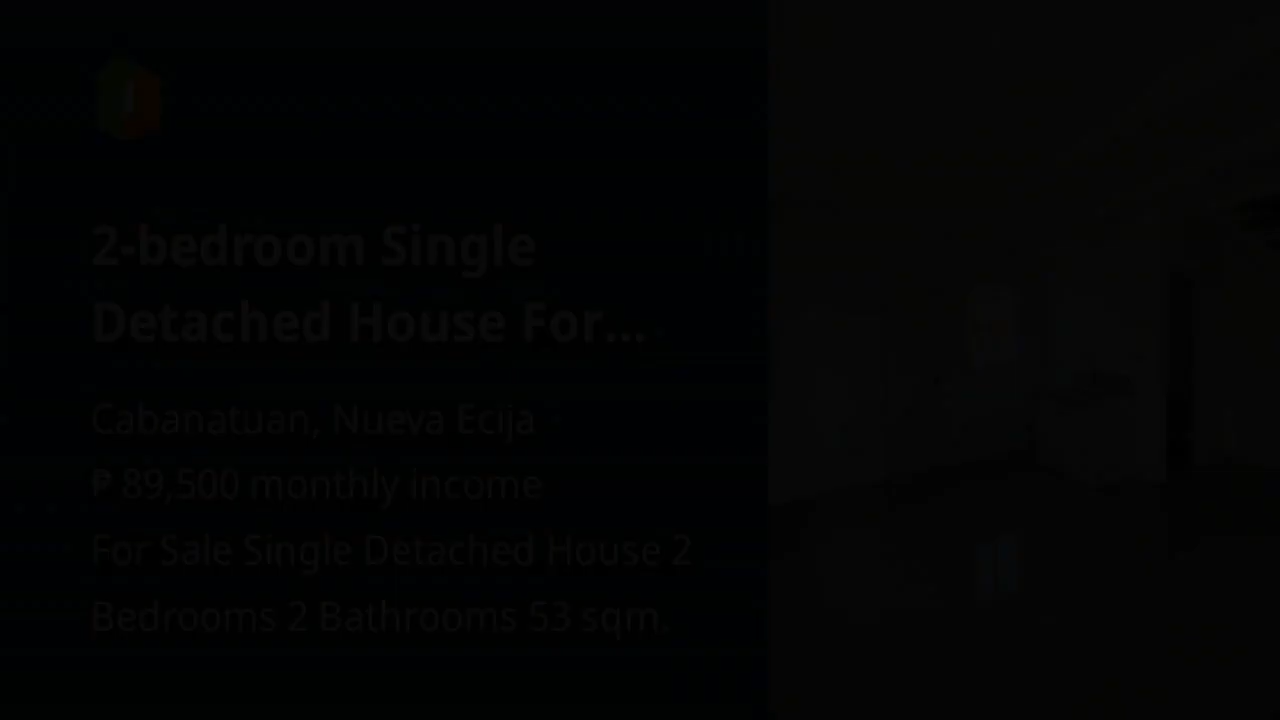 2-bedroom Single
Detached House For...
Cabanatuan, Nueva Ecija
₱ 89,500 monthly income
For Sale Single Detached House 2
Bedrooms 2 Bathrooms 53 sqm.